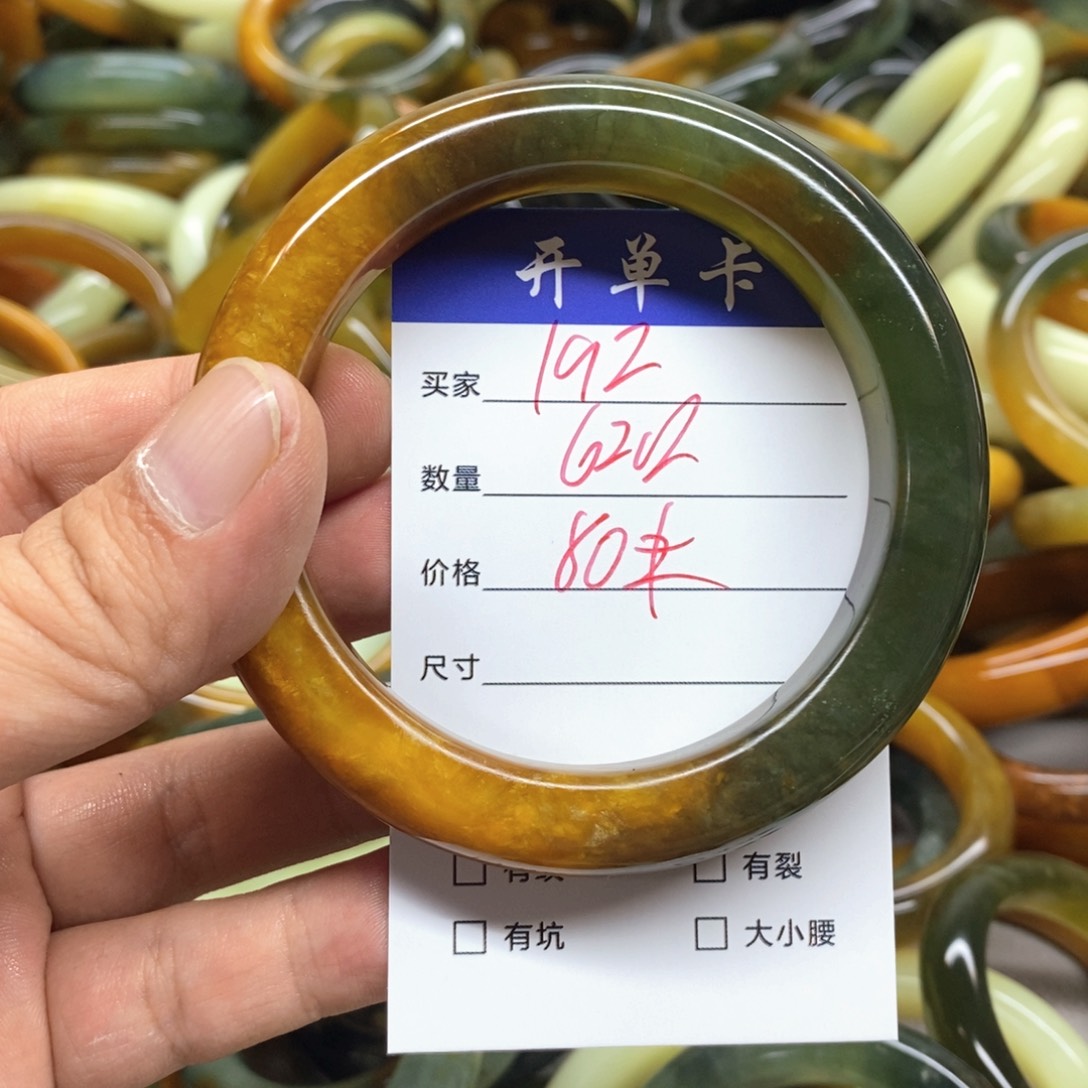 开单卡
买家 192
数量
价格 80
尺寸
有裂
有坑
大小腰